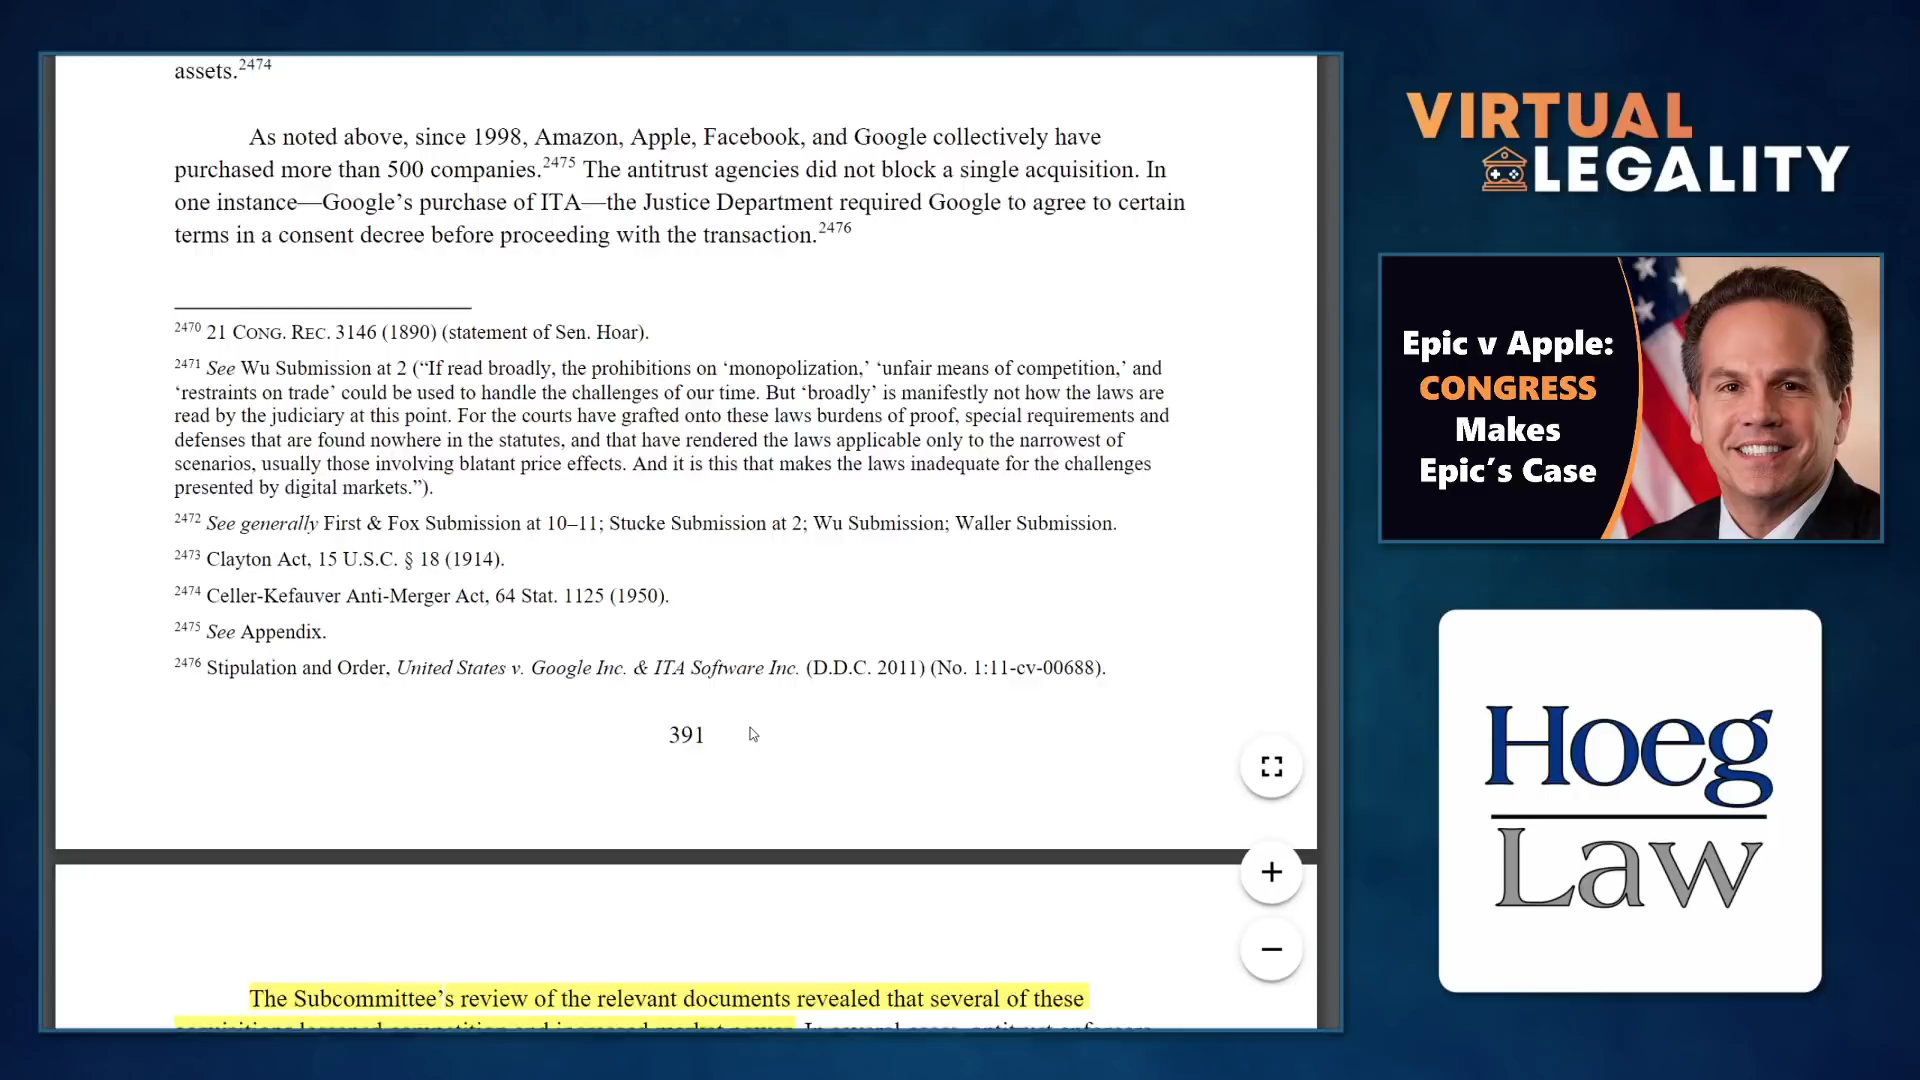 assets.2474
As noted above, since 1998, Amazon, Apple, Facebook, and Google collectively have
purchased more than 500 companies.2475 The antitrust agencies did not block a single acquisition. In
one instance—Google’s purchase of ITA—the Justice Department required Google to agree to certain
terms in a consent decree before proceeding with the transaction.2476
2470 21 CONG. REC. 3146 (1890) (statement of Sen. Hoar).
2471 See Wu Submission at 2 (“If read broadly, the prohibitions on ‘monopolization,’ ‘unfair means of competition,’ and
‘restraints on trade’ could be used to handle the challenges of our time. But ‘broadly’ is manifestly not how the laws are
read by the judiciary at this point. For the courts have grafted onto these laws burdens of proof, special requirements and
defenses that are found nowhere in the statutes, and that have rendered the laws applicable only to the narrowest of
scenarios, usually those involving blatant price effects. And it is this that makes the laws inadequate for the challenges
presented by digital markets.”).
2472 See generally First & Fox Submission at 10–11; Stucke Submission at 2; Wu Submission; Waller Submission.
2473 Clayton Act, 15 U.S.C. § 18 (1914).
2474 Celler-Kefauver Anti-Merger Act, 64 Stat. 1125 (1950).
2475 See Appendix.
2476 Stipulation and Order, United States v. Google Inc. & ITA Software Inc. (D.D.C. 2011) (No. 1:11-cv-00688).
391
The Subcommittee’s review of the relevant documents revealed that several of these
acquisitions lessened competition and increased market power. In several cases, antitrust enforcers
VIRTUAL
LEGALITY
Epic v Apple:
CONGRESS
Makes
Epic’s Case
Hoeg
Law